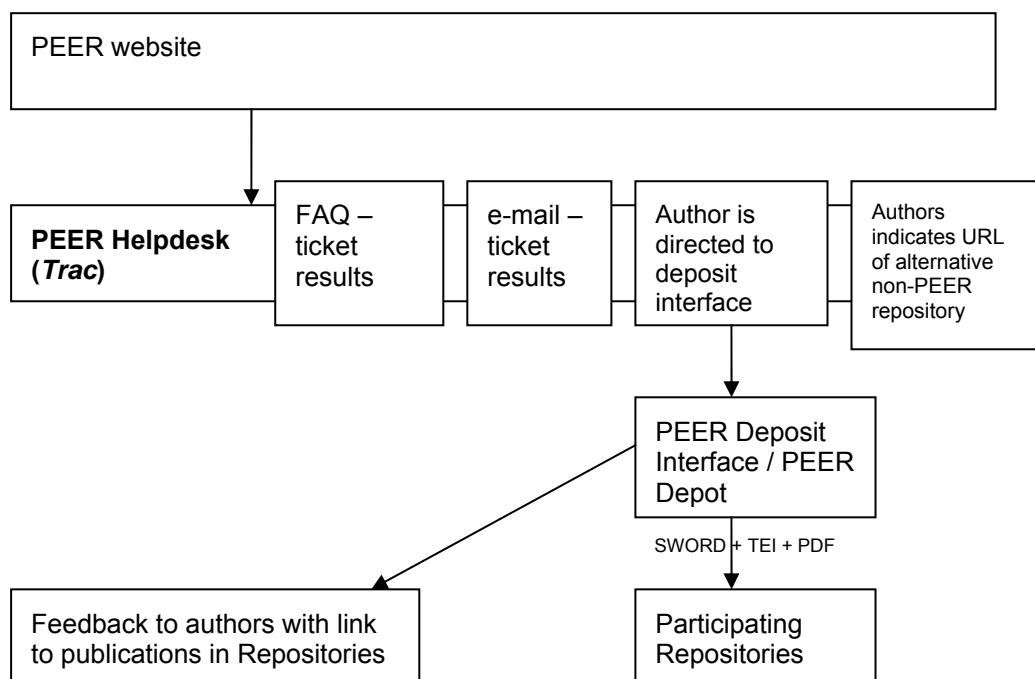 PEER website
PEER Helpdesk
(Trac)
FAQ –
ticket
results
e-mail –
ticket
results
Author is
directed to
deposit
interface
Authors
indicates URL
of alternative
non-PEER
repository
PEER Deposit
Interface / PEER
Depot
SWORD + TEI + PDF
Feedback to authors with link
to publications in Repositories
Participating
Repositories